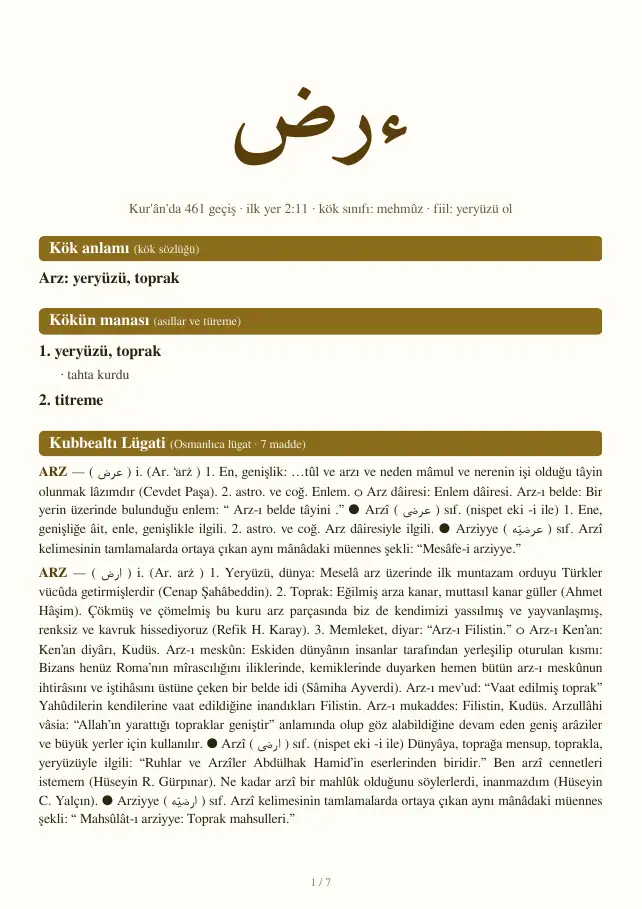 ءرض
Kur'ân'da 461 geçiş · ilk yer 2:11 · kök sınıfı: mehmûz · fiil: yeryüzü ol
Kök anlamı (kök sözlüğü)
Arz: yeryüzü, toprak
Kökün manası (asıllar ve türeme)
1. yeryüzü, toprak
· tahta kurdu
2. titreme
Kubbealtı Lügati (Osmanlıca lügat · 7 madde)
ARZ — ( عرض ) i. (Ar. ‘arż ) 1. En, genişlik: …tûl ve arzı ve neden mâmul ve nerenin işi olduğu tâyin
olunmak lâzımdır (Cevdet Paşa). 2. astro. ve coğ. Enlem. ѻ Arz dâiresi: Enlem dâiresi. Arz-ı belde: Bir
yerin üzerinde bulunduğu enlem: “ Arz-ı belde tâyini .” ● Arzî ( عرضى ) sıf. (nispet eki -i ile) 1. Ene,
genişliğe âit, enle, genişlikle ilgili. 2. astro. ve coğ. Arz dâiresiyle ilgili. ● Arziyye ( عرضيّه ) sıf. Arzî
kelimesinin tamlamalarda ortaya çıkan aynı mânâdaki müennes şekli: “Mesâfe-i arziyye.”
ARZ — ( ارض ) i. (Ar. arż ) 1. Yeryüzü, dünya: Meselâ arz üzerinde ilk muntazam orduyu Türkler
vücûda getirmişlerdir (Cenap Şahâbeddin). 2. Toprak: Eğilmiş arza kanar, muttasıl kanar güller (Ahmet
Hâşim). Çökmüş ve çömelmiş bu kuru arz parçasında biz de kendimizi yassılmış ve yayvanlaşmış,
renksiz ve kavruk hissediyoruz (Refik H. Karay). 3. Memleket, diyar: “Arz-ı Filistin.” ѻ Arz-ı Ken’an:
Ken’an diyârı, Kudüs. Arz-ı meskûn: Eskiden dünyanın insanlar tarafından yerleşilip oturulan kısmı:
Bizans henüz Roma’nın mîrascılığını iliklerinde, kemiklerinde duyarken hemen bütün arz-ı meskûnun
ihtirâsını ve iştihâsını üstüne çeken bir belde idi (Sâmiha Ayverdi). Arz-ı mev’ud: “Vaat edilmiş toprak”
Yahûdilerin kendilerine vaat edildiğine inandıkları Filistin. Arz-ı mukaddes: Filistin, Kudüs. Arzullâhi
vâsia: “Allah’ın yarattığı topraklar geniştir” anlamında olup göz alabildiğine devam eden geniş arâziler
ve büyük yerler için kullanılır. ● Arzî ( ارضى ) sıf. (nispet eki -i ile) Dünyâya, toprağa mensup, toprakla,
yeryüzüyle ilgili: “Ruhlar ve Arzîler Abdülhak Hamid’in eserlerinden biridir.” Ben arzî cennetleri
istemem (Hüseyin R. Gürpınar). Ne kadar arzî bir mahlûk olduğunu söylerlerdi, inanmazdım (Hüseyin
C. Yalçın). ● Arziyye ( ارضيّه ) sıf. Arzî kelimesinin tamlamalarda ortaya çıkan aynı mânâdaki müennes
şekli: “ Mahsûlât-ı arziyye: Toprak mahsulleri.”
1 / 7